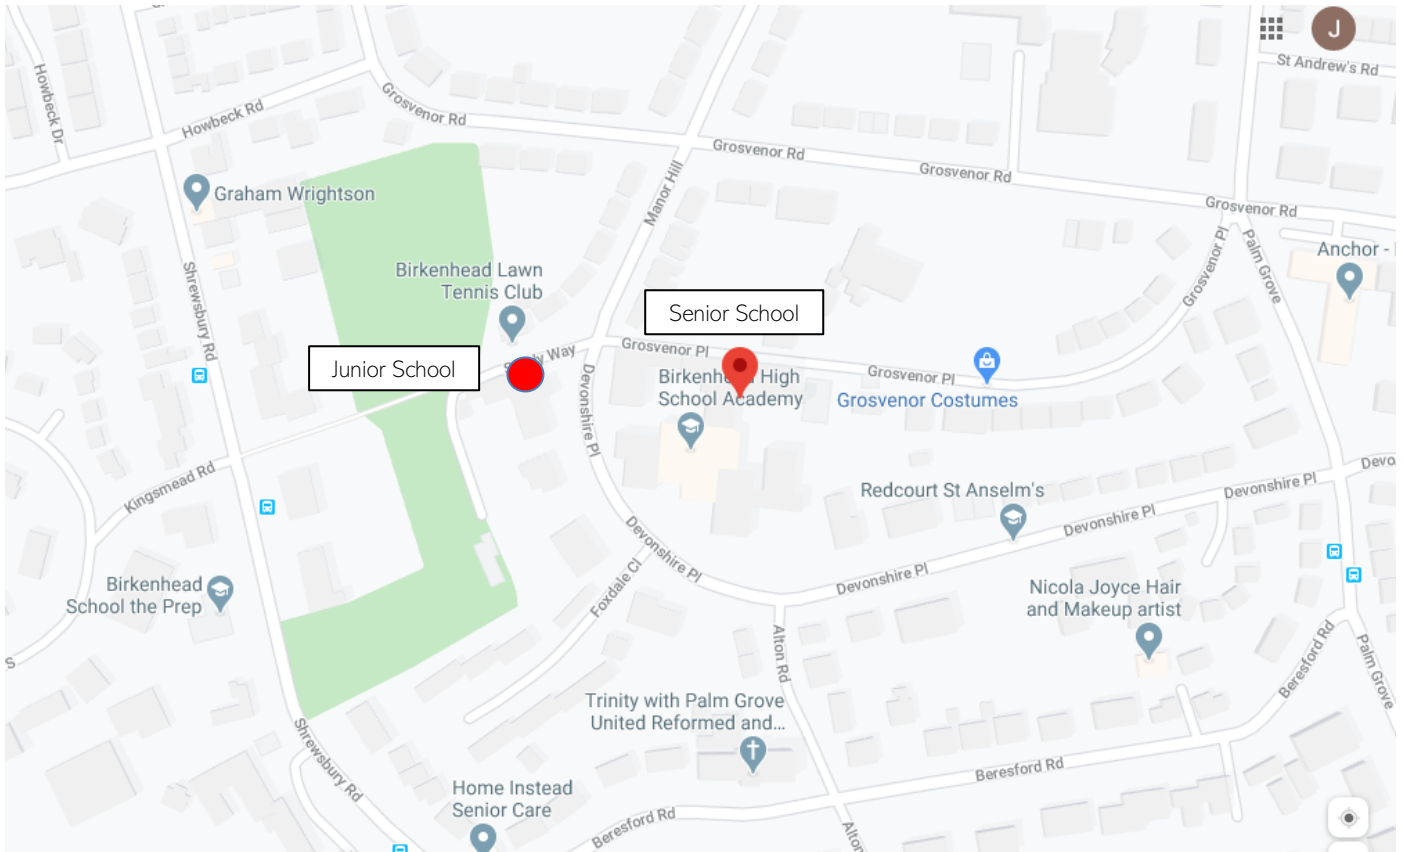 J
St Andrew's Rd
Howbeck Dr
Howbeck Rd
Grosvenor Rd
Grosvenor Rd
Grosvenor Rd
Grosvenor Rd
Graham Wrightson
Manor Hill
Palm Grove
Grosvenor Pl
Anchor -
Birkenhead Lawn
Tennis Club
Shrewsbury Rd
Senior School
Junior School
Way
Grosvenor Pl
Grosvenor Pl
Birkenhead High
School Academy
Grosvenor Costumes
Devonshire Pl
Kingsmead Rd
Devo
Redcourt St Anselm's
Devonshire Pl
Devonshire Pl
Devonshire Pl
Devonshire Pl
Foxdale Cl
Birkenhead
School the Prep
Nicola Joyce Hair
and Makeup artist
Alton Rd
Beresford Rd
Palm Grove
S
Trinity with Palm Grove
United Reformed and...
Shrewsbury Rd
Beresford Rd
Home Instead
Senior Care
Beresford Rd
Alton